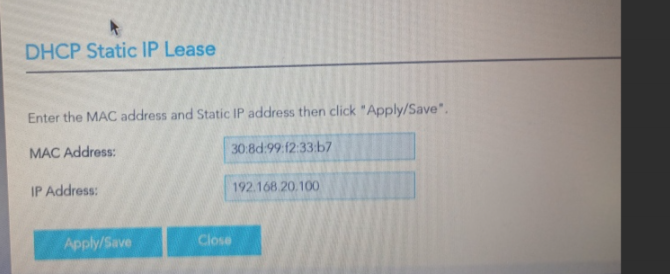 DHCP Static IP Lease
Enter the MAC address and Static IP address then click "Apply/Save".
MAC Address: 30:8d:99:f2:33:b7
IP Address: 192.168.20.100
Apply/Save Close